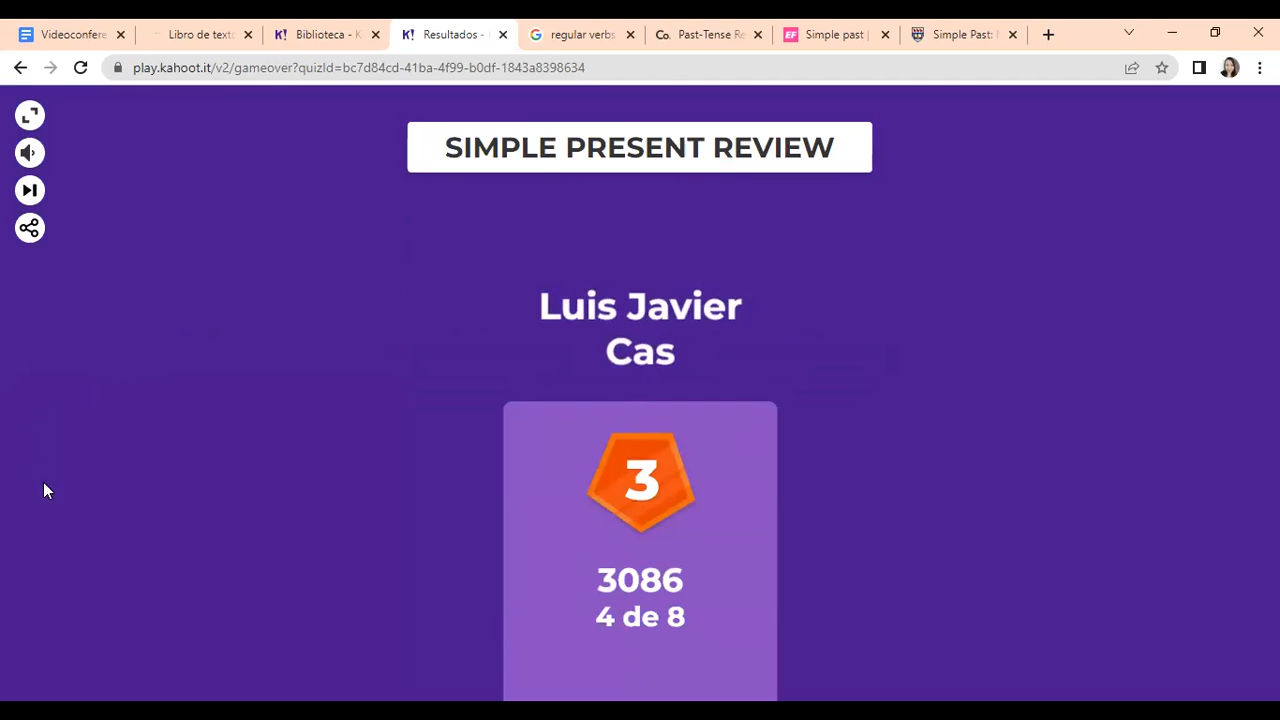 Videoconfere
Libro de texto
Biblioteca - K
Resultados -
regular verbs
Past-Tense Re
Simple past
Simple Past: N
play.kahoot.it/v2/gameover?quizId=bc7d84cd-41ba-4f99-b0df-1843a8398634
SIMPLE PRESENT REVIEW
Luis Javier
Cas
3
3086
4 de 8